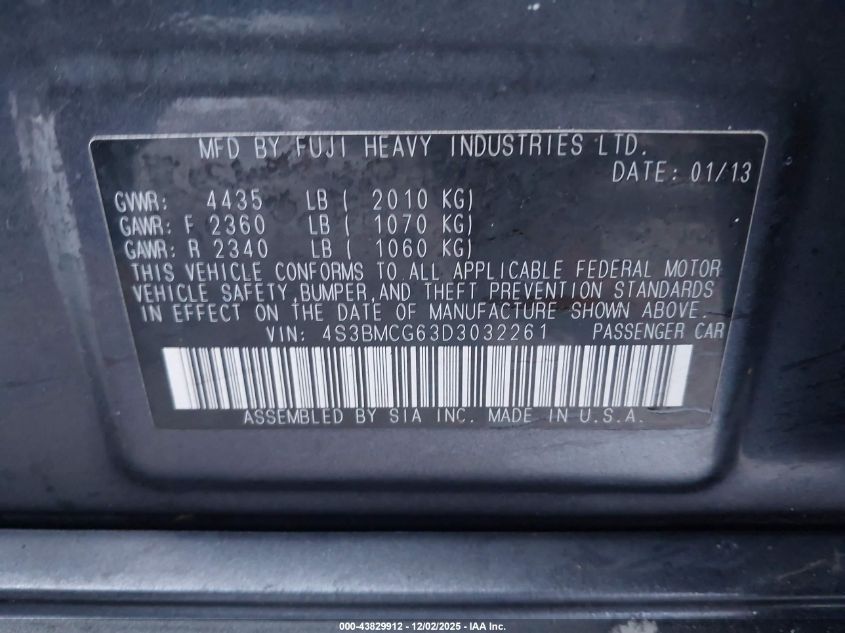 MFD BY FUJI HEAVY INDUSTRIES LTD.
DATE: 01/13
GVWR: 4435 LB ( 2010 KG)
GAWR: F 2360 LB ( 1070 KG)
GAWR: R 2340 LB ( 1060 KG)
THIS VEHICLE CONFORMS TO ALL APPLICABLE FEDERAL MOTOR
VEHICLE SAFETY,BUMPER,AND THEFT PREVENTION STANDARDS
IN EFFECT ON THE DATE OF MANUFACTURE SHOWN ABOVE.
VIN: 4S3BMCG63D3032261 PASSENGER CAR
ASSEMBLED BY SIA INC. MADE IN U.S.A.
000-43829912 - 12/02/2025 - IAA Inc.